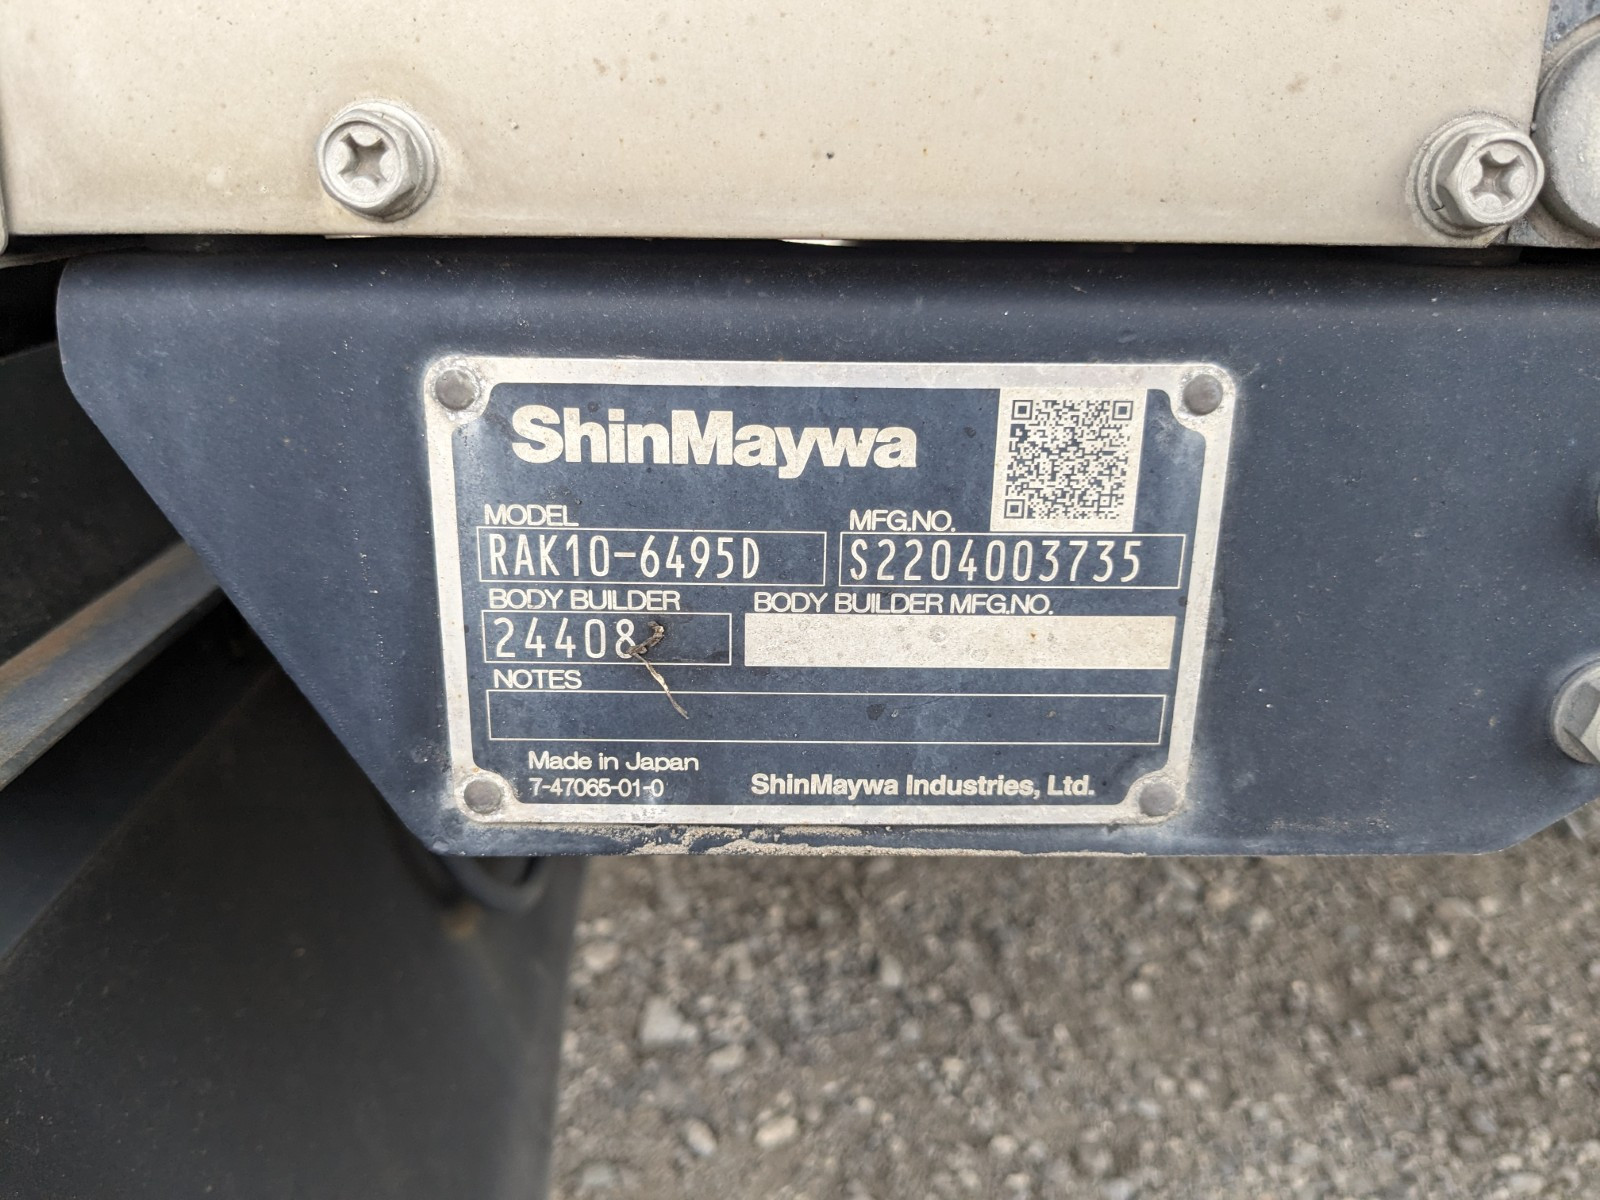 ShinMaywa
MODEL
MFG.NO.
RAK10-6495D
S2204003735
BODY BUILDER
BODY BUILDER MFG.NO.
24408
NOTES
Made in Japan
7-47065-01-0
ShinMaywa Industries, Ltd.